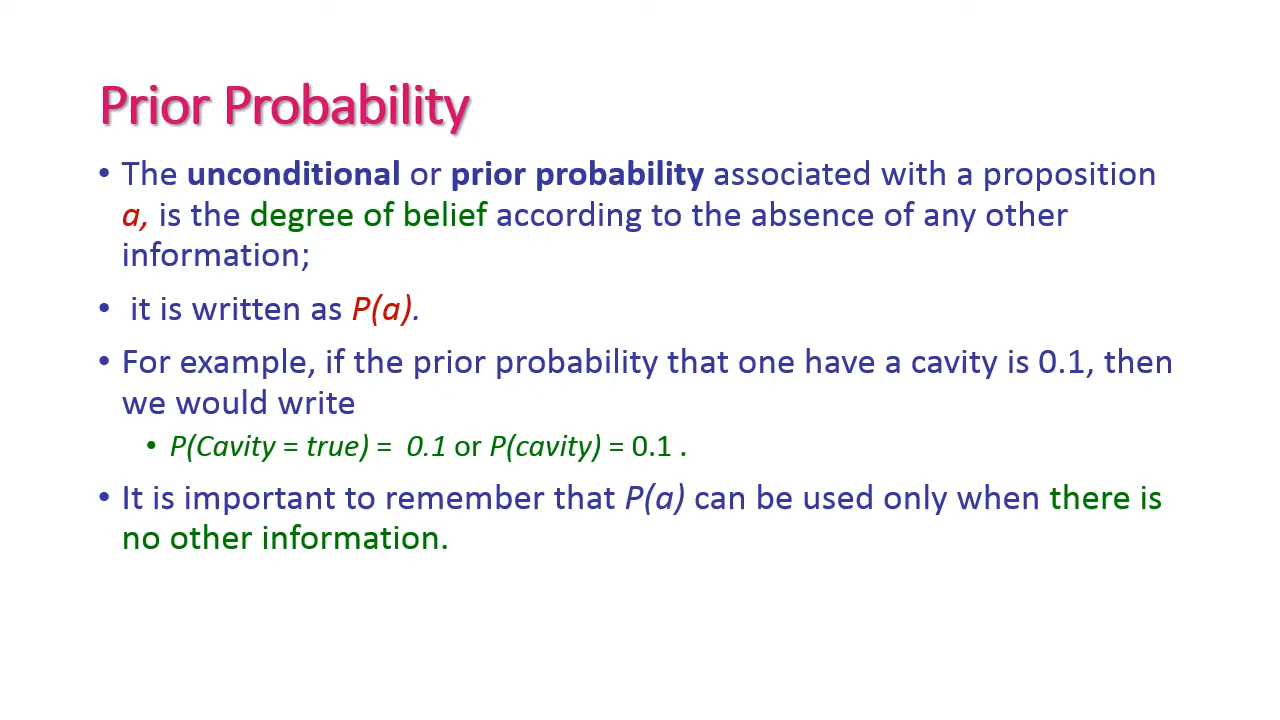 Prior Probability
• The unconditional or prior probability associated with a proposition
a, is the degree of belief according to the absence of any other
information;
• it is written as P(a).
• For example, if the prior probability that one have a cavity is 0.1, then
we would write
• P(Cavity = true) = 0.1 or P(cavity) = 0.1 .
• It is important to remember that P(a) can be used only when there is
no other information.